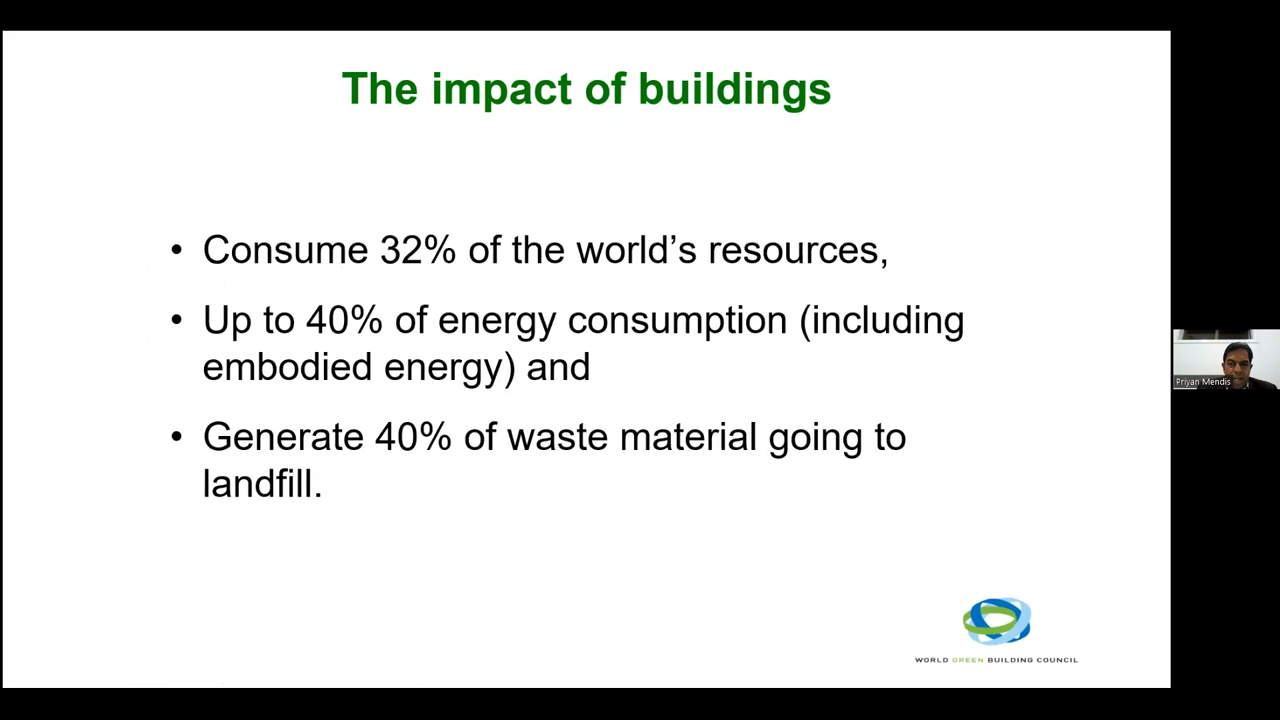 The impact of buildings
• Consume 32% of the world’s resources,
• Up to 40% of energy consumption (including
embodied energy) and
• Generate 40% of waste material going to
landfill.
Priyan Mendis
WORLD GREEN BUILDING COUNCIL